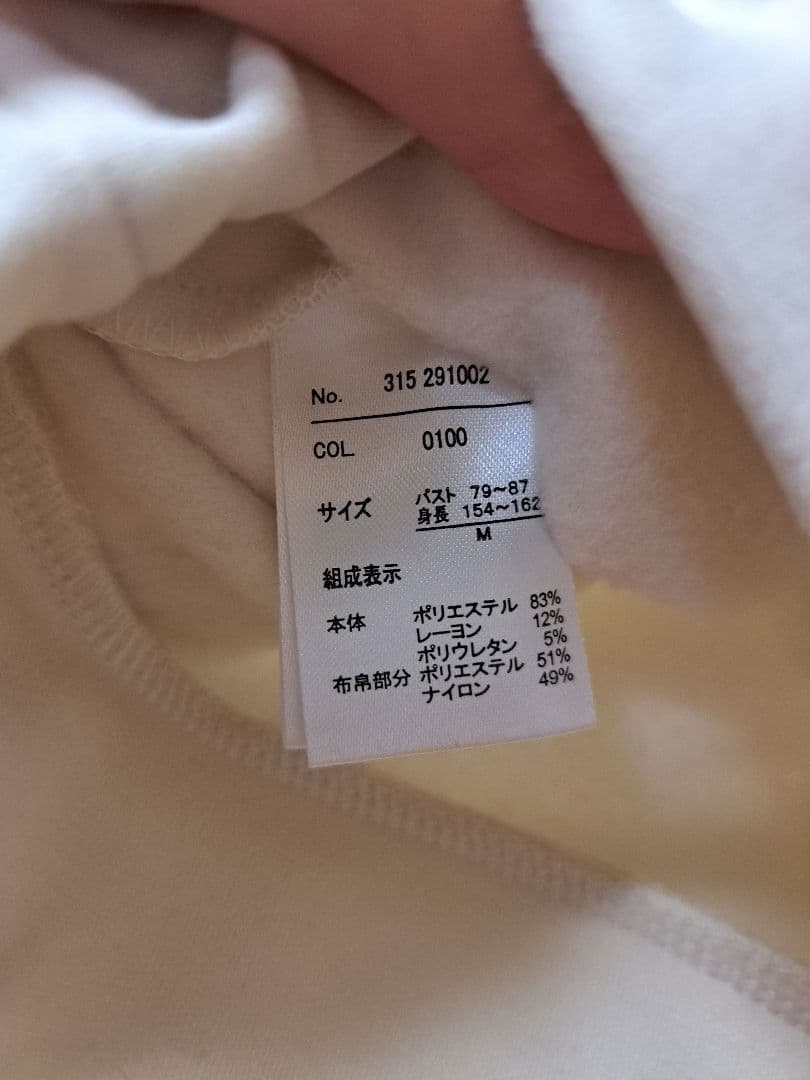 No. 315 291002
COL 0100
サイズ バスト 79〜87
身長 154〜162
M
組成表示
本体 ポリエステル 83%
レーヨン 12%
ポリウレタン 5%
布帛部分 ポリエステル 51%
ナイロン 49%